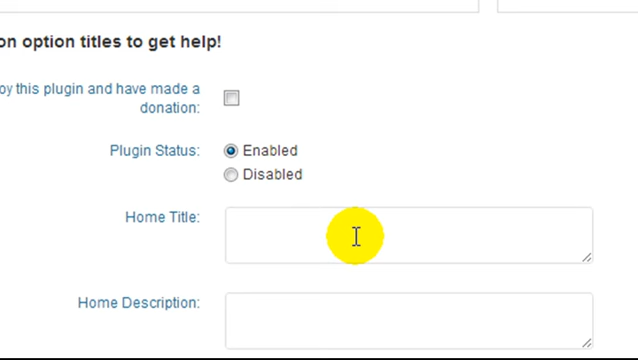 on option titles to get help!
oy this plugin and have made a
donation:
Plugin Status:
Enabled
Disabled
Home Title:
Home Description: